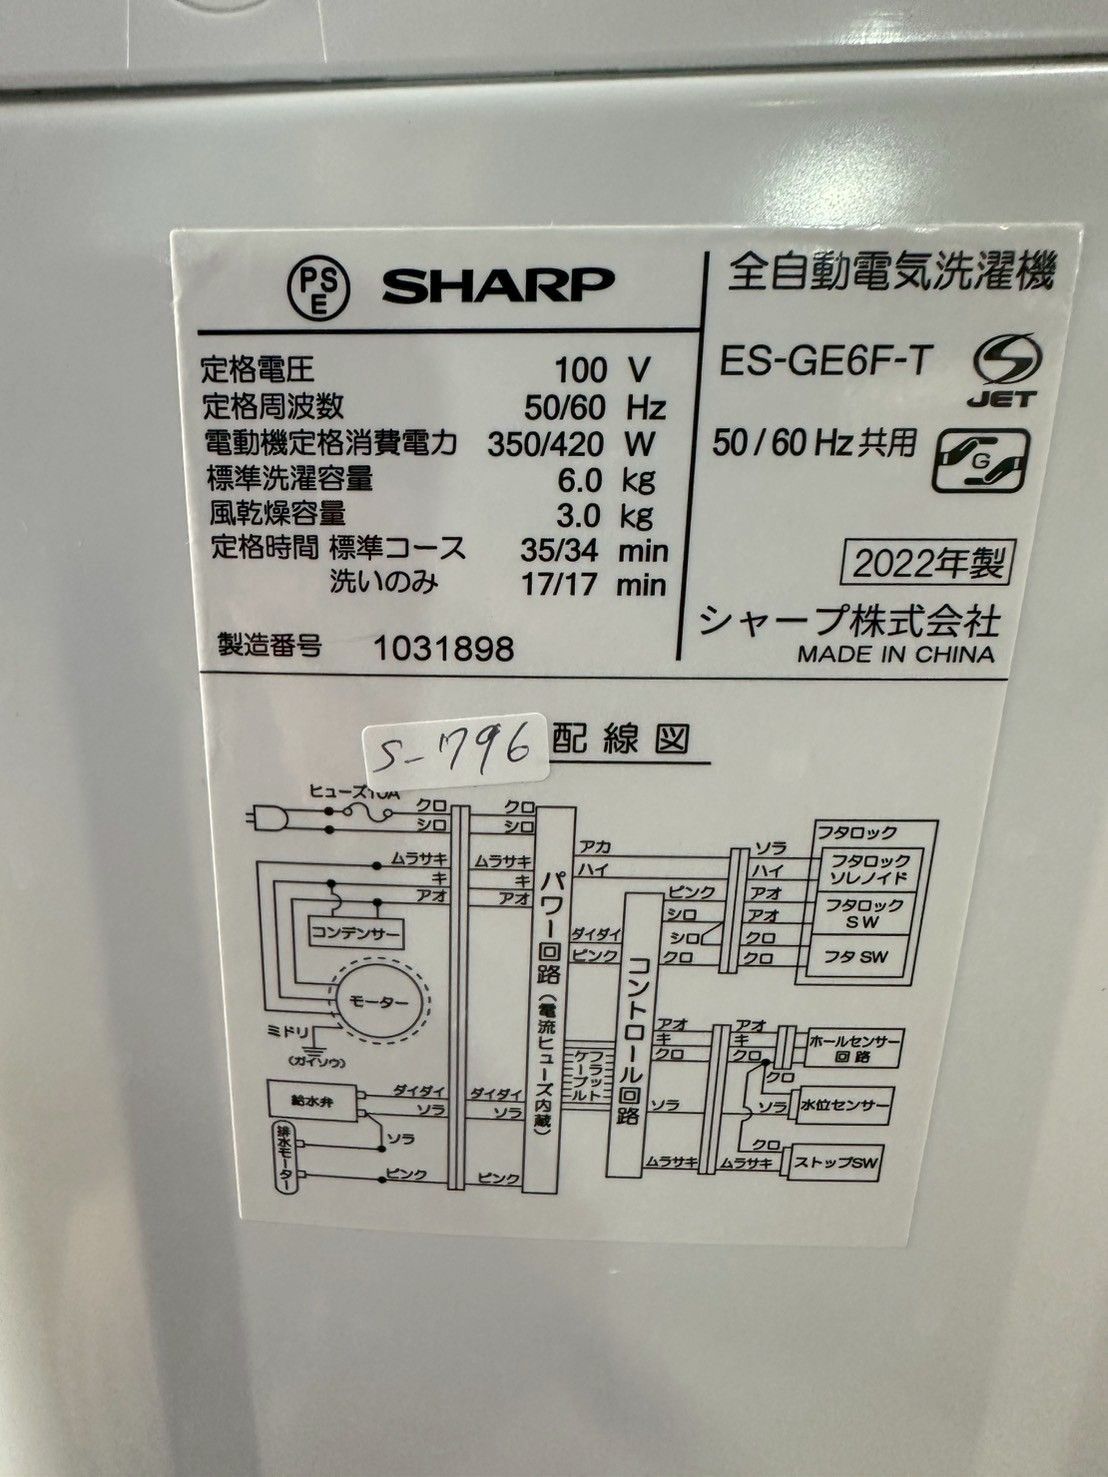 PSE SHARP
全自動電気洗濯機
定格電圧 100 V
定格周波数 50/60 Hz
電動機定格消費電力 350/420 W
標準洗濯容量 6.0 kg
風乾燥容量 3.0 kg
定格時間 標準コース 35/34 min
洗いのみ 17/17 min
製造番号 1031898
ES-GE6F-T
JET
50/60Hz共用
G
2022年製
シャープ株式会社
MADE IN CHINA
S-796
配線図
ヒューズ10A
クロ クロ
シロ シロ
ムラサキ ムラサキ
キ キ
アオ アオ
コンデンサー
モーター
ミドリ
(ガイソウ)
給水弁
ダイダイ ダイダイ
ソラ ソラ
排水モーター
ソラ
ピンク ピンク
パワー回路(電流ヒューズ内蔵)
アカ
ハイ
ダイダイ
ピンク
フラット
ケーブル
コントロール回路
ピンク
シロ
シロ
クロ
ソラ
ハイ
アオ
アオ
クロ
クロ
フタロック
フタロック
ソレノイド
フタロック
SW
フタSW
アオ アオ
キ キ
クロ クロ
ホールセンサー
回路
クロ
ソラ ソラ
水位センサー
クロ
ムラサキ ムラサキ
ストップSW